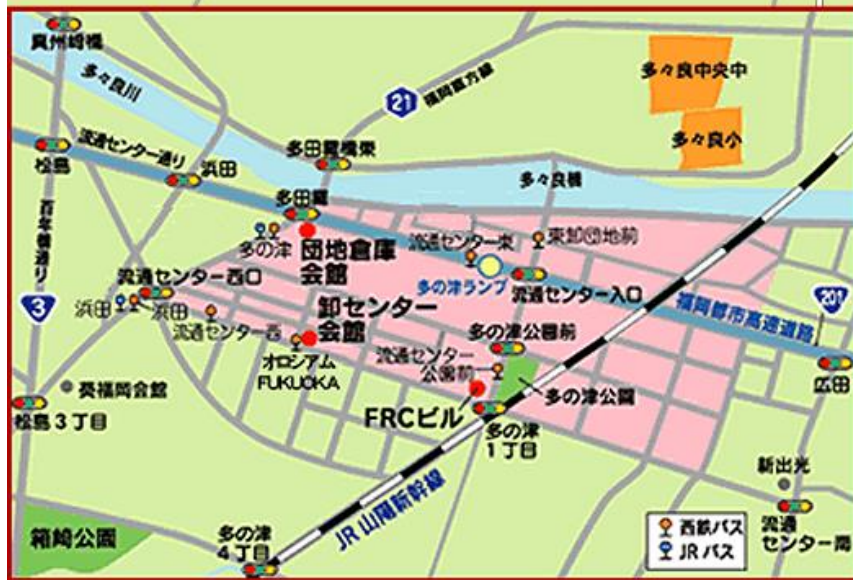 貝州崎橋
多々良川
21
福岡直方線
多々良中央中
多々良小
松島
流通センター通り
浜田
多田羅橋東
多々良橋
多田羅
多の津
団地倉庫
会館
流通センター東
東卸団地前
多の津ランプ
流通センター入口
福岡都市高速道路
201
百年橋通り
3
流通センター西口
浜田
浜田
流通センター西
卸センター
会館
オロシアム
FUKUOKA
多の津公園前
流通センター
公園前
多の津公園
広田
葵福岡会館
松島3丁目
FRCビル
多の津
1丁目
JR 山陽新幹線
新出光
流通
センター南
箱崎公園
多の津
4丁目
西鉄バス
JRバス